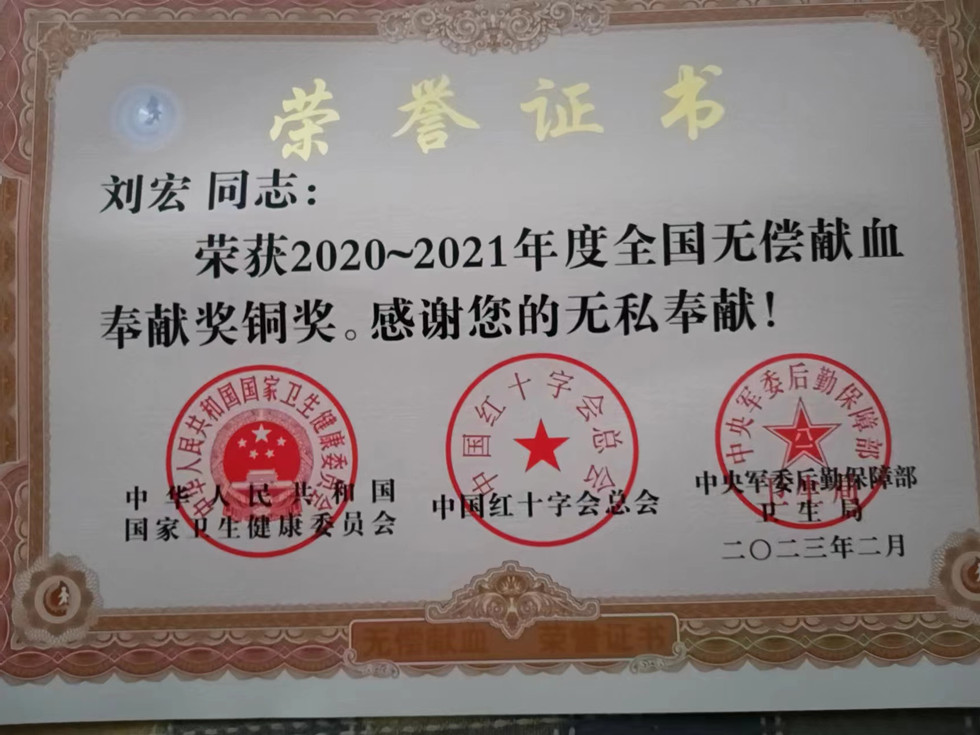 荣誉证书
刘宏 同志：
荣获2020~2021年度全国无偿献血
奉献奖铜奖。感谢您的无私奉献！
中华人民共和国国家卫生健康委员会
中国红十字会总会
中央军委后勤保障部
中华人民共和国
国家卫生健康委员会
中国红十字会总会
中央军委后勤保障部
卫生局
二〇二三年二月
无偿献血 荣誉证书